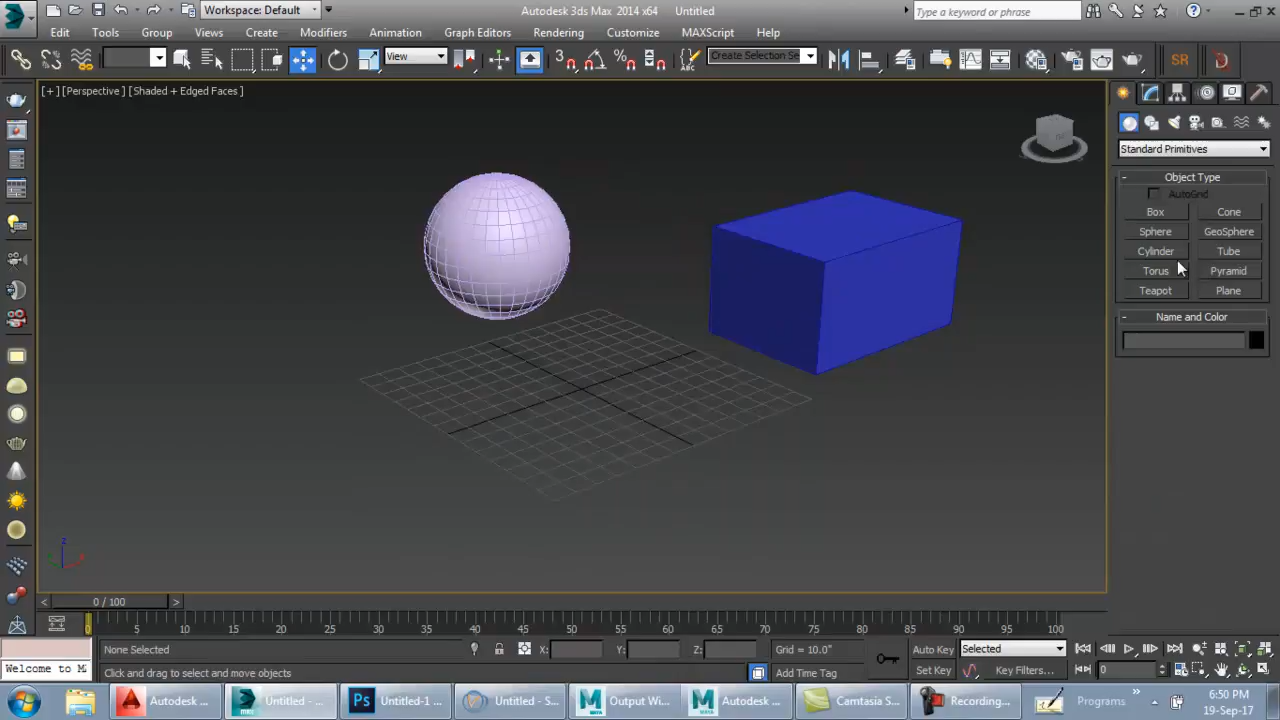 Workspace: Default
Autodesk 3ds Max 2014 x64
Untitled
Type a keyword or phrase
Edit
Tools
Group
Views
Create
Modifiers
Animation
Graph Editors
Rendering
Customize
MAXScript
Help
View
3
Create Selection Se
SR
[+] [Perspective] [Shaded + Edged Faces]
Standard Primitives
Object Type
AutoGrid
Box
Cone
Sphere
GeoSphere
Cylinder
Tube
Torus
Pyramid
Teapot
Plane
Name and Color
z
< 0 / 100 >
0 5 10 15 20 25 30 35 40 45 50 55 60 65 70 75 80 85 90 95 100
None Selected
X:
Y:
Z:
Grid = 10.0"
Auto Key
Selected
Welcome to M
Click and drag to select and move objects
Add Time Tag
Set Key
Key Filters...
0
Autodesk ...
Untitled - ...
Ps
Untitled-1 ...
Untitled - S...
Output Wi...
Autodesk ...
Camtasia S...
Recording...
Programs
6:50 PM
19-Sep-17